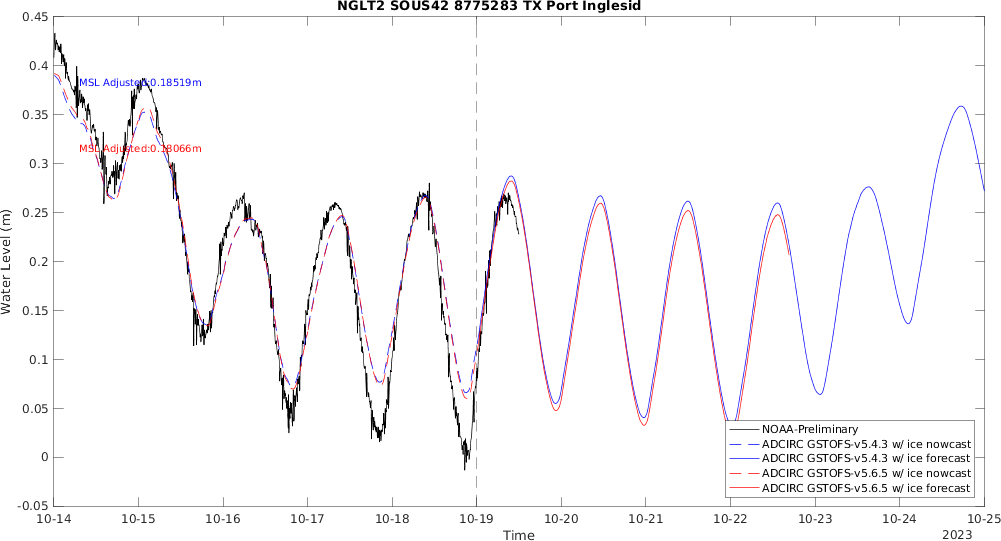 NGLT2 SOUS42 8775283 TX Port Inglesid
0.45
0.4
0.35
0.3
0.25
0.2
0.15
0.1
0.05
0
-0.05
Water Level (m)
MSL Adjusted:0.18519m
MSL Adjusted:0.18066m
NOAA-Preliminary
ADCIRC GSTOFS-v5.4.3 w/ ice nowcast
ADCIRC GSTOFS-v5.4.3 w/ ice forecast
ADCIRC GSTOFS-v5.6.5 w/ ice nowcast
ADCIRC GSTOFS-v5.6.5 w/ ice forecast
10-14 10-15 10-16 10-17 10-18 10-19 10-20 10-21 10-22 10-23 10-24 10-25
Time
2023